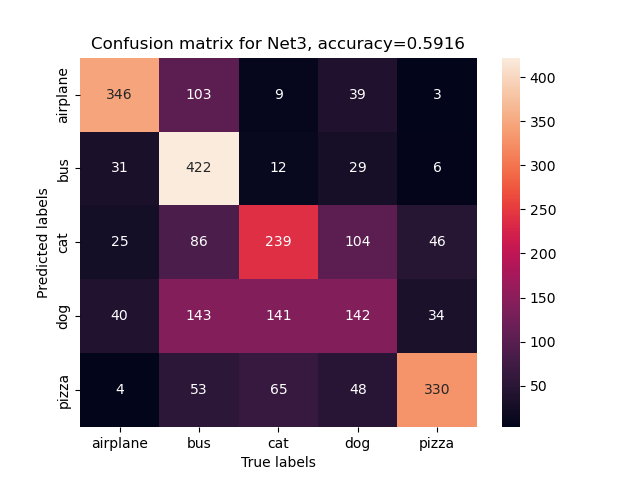 Confusion matrix for Net3, accuracy=0.5916
airplane 346 103 9 39 3
bus 31 422 12 29 6
cat 25 86 239 104 46
dog 40 143 141 142 34
pizza 4 53 65 48 330
airplane bus cat dog pizza
True labels
Predicted labels
400
350
300
250
200
150
100
50